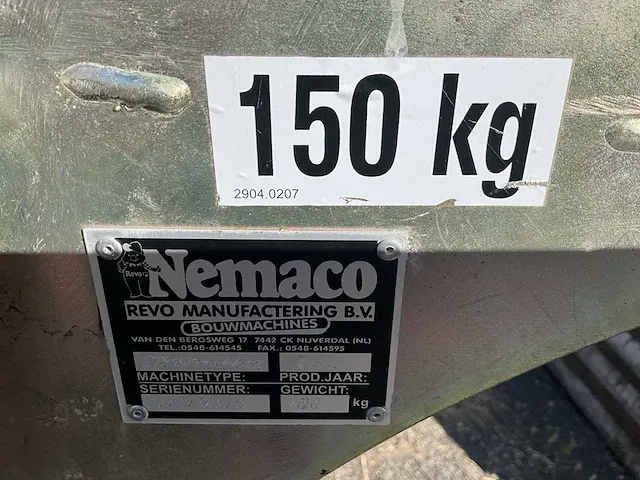 150 kg
2904.0207
Revo
Nemaco
REVO MANUFACTERING B.V.
BOUWMACHINES
VAN DEN BERGSWEG 17 7442 CK NIJVERDAL (NL)
TEL.:0548-614545 FAX.: 0548-614595
MACHINETYPE: PROD.JAAR:
SERIENUMMER: GEWICHT:
kg